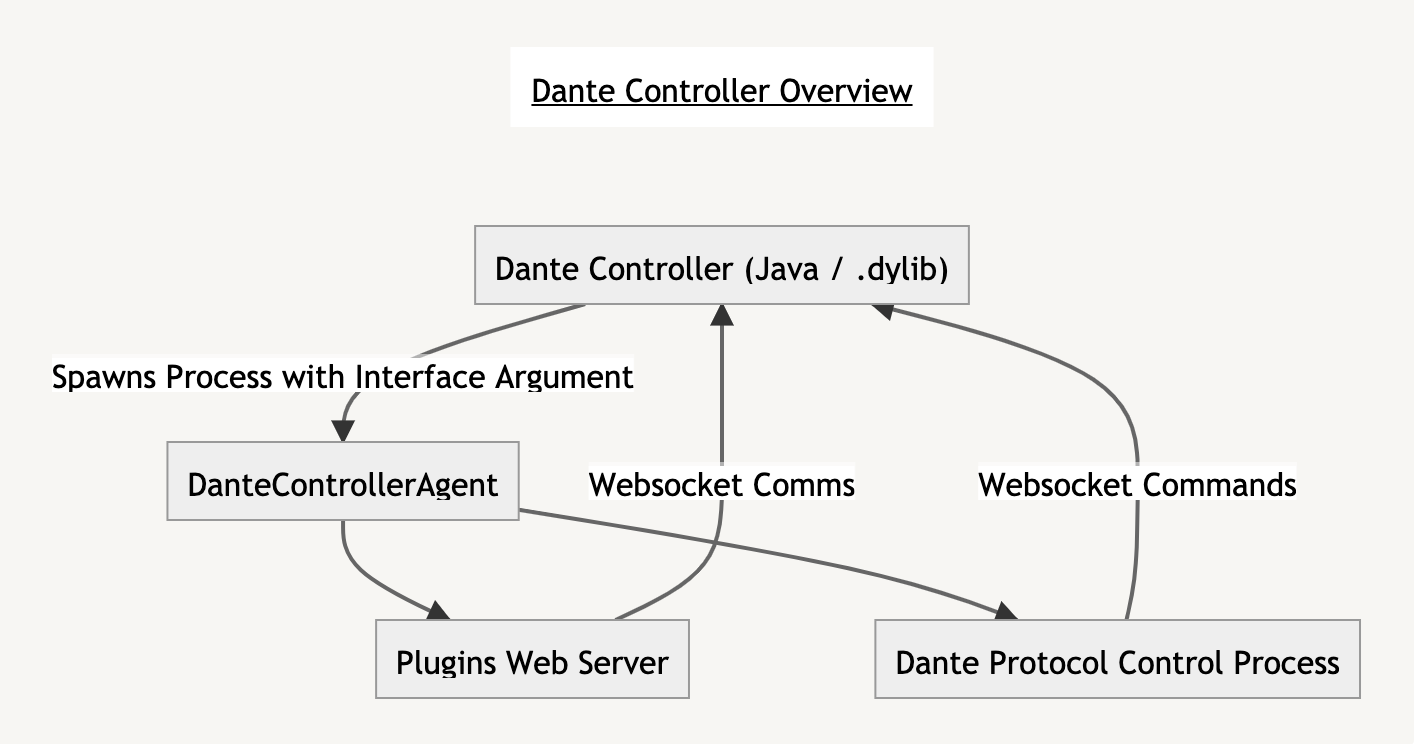 Dante Controller Overview
Dante Controller (Java / .dylib)
Spawns Process with Interface Argument
DanteControllerAgent
Websocket Comms
Websocket Commands
Plugins Web Server
Dante Protocol Control Process